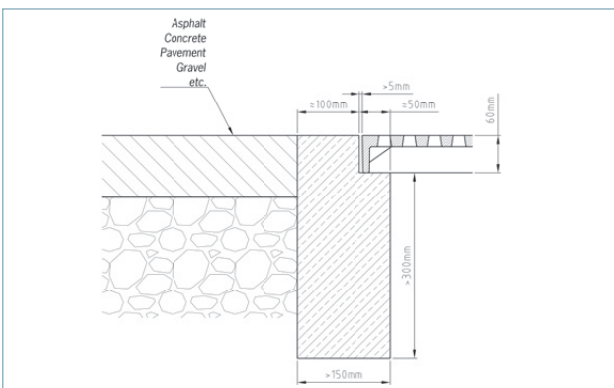 Asphalt
Concrete
Pavement
Gravel
etc.
>5mm
≈100mm
≈50mm
60mm
>300mm
>150mm